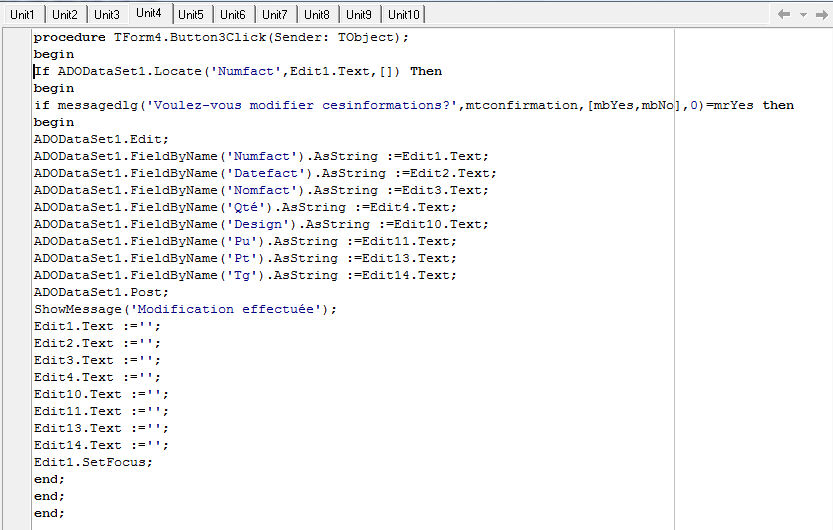 Unit1 Unit2 Unit3 Unit4 Unit5 Unit6 Unit7 Unit8 Unit9 Unit10
procedure TForm4.Button3Click(Sender: TObject);
begin
If ADODataSet1.Locate('Numfact',Edit1.Text,[]) Then
begin
if messagedlg('Voulez-vous modifier cesinformations?',mtconfirmation,[mbYes,mbNo],0)=mrYes then
begin
ADODataSet1.Edit;
ADODataSet1.FieldByName('Numfact').AsString :=Edit1.Text;
ADODataSet1.FieldByName('Datefact').AsString :=Edit2.Text;
ADODataSet1.FieldByName('Nomfact').AsString :=Edit3.Text;
ADODataSet1.FieldByName('Qté').AsString :=Edit4.Text;
ADODataSet1.FieldByName('Design').AsString :=Edit10.Text;
ADODataSet1.FieldByName('Pu').AsString :=Edit11.Text;
ADODataSet1.FieldByName('Pt').AsString :=Edit13.Text;
ADODataSet1.FieldByName('Tg').AsString :=Edit14.Text;
ADODataSet1.Post;
ShowMessage('Modification effectuée');
Edit1.Text :='';
Edit2.Text :='';
Edit3.Text :='';
Edit4.Text :='';
Edit10.Text :='';
Edit11.Text :='';
Edit13.Text :='';
Edit14.Text :='';
Edit1.SetFocus;
end;
end;
end;